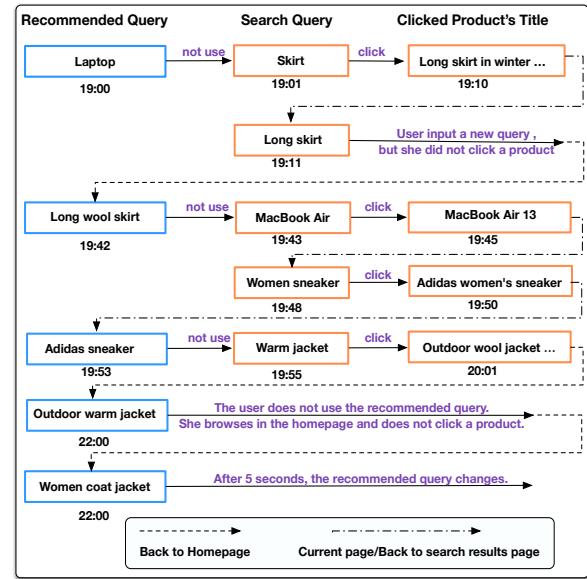 Recommended Query Search Query Clicked Product's Title
Laptop not use Skirt click Long skirt in winter ...
19:00 19:01 19:10
Long skirt User input a new query ,
but she did not click a product
19:11
Long wool skirt not use MacBook Air click MacBook Air 13
19:42 19:43 19:45
Women sneaker click Adidas women's sneaker
19:48 19:50
Adidas sneaker not use Warm jacket click Outdoor wool jacket ...
19:53 19:55 20:01
Outdoor warm jacket The user does not use the recommended query.
She browses in the homepage and does not click a product.
22:00
Women coat jacket After 5 seconds, the recommended query changes.
22:00
Back to Homepage Current page/Back to search results page